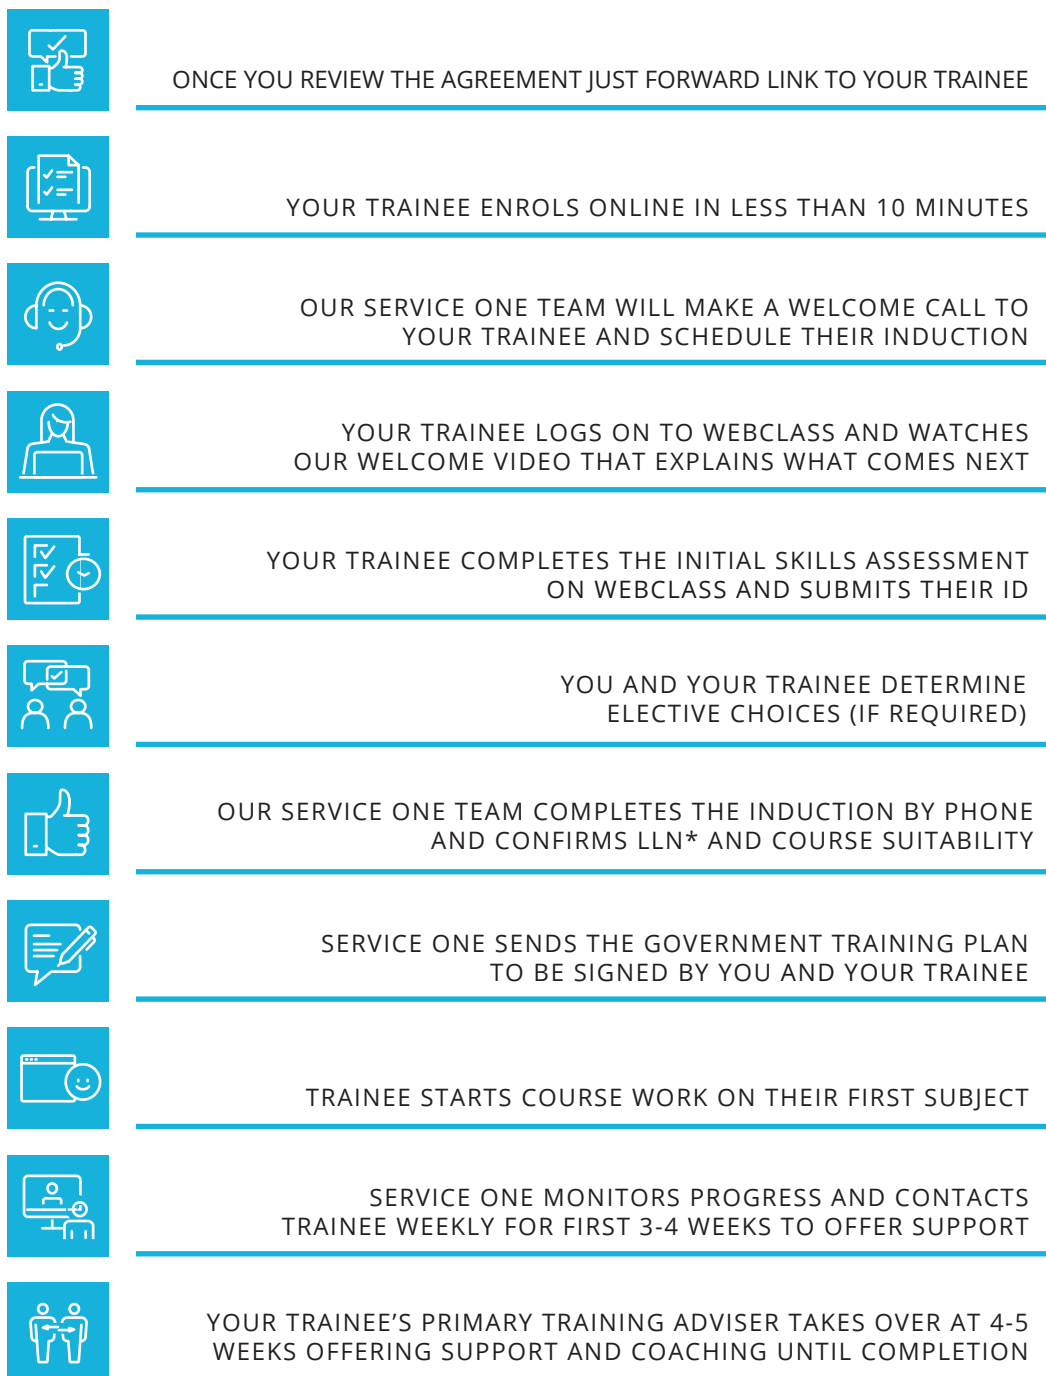 ONCE YOU REVIEW THE AGREEMENT JUST FORWARD LINK TO YOUR TRAINEE
YOUR TRAINEE ENROLS ONLINE IN LESS THAN 10 MINUTES
OUR SERVICE ONE TEAM WILL MAKE A WELCOME CALL TO
YOUR TRAINEE AND SCHEDULE THEIR INDUCTION
YOUR TRAINEE LOGS ON TO WEBCLASS AND WATCHES
OUR WELCOME VIDEO THAT EXPLAINS WHAT COMES NEXT
YOUR TRAINEE COMPLETES THE INITIAL SKILLS ASSESSMENT
ON WEBCLASS AND SUBMITS THEIR ID
YOU AND YOUR TRAINEE DETERMINE
ELECTIVE CHOICES (IF REQUIRED)
OUR SERVICE ONE TEAM COMPLETES THE INDUCTION BY PHONE
AND CONFIRMS LLN* AND COURSE SUITABILITY
SERVICE ONE SENDS THE GOVERNMENT TRAINING PLAN
TO BE SIGNED BY YOU AND YOUR TRAINEE
TRAINEE STARTS COURSE WORK ON THEIR FIRST SUBJECT
SERVICE ONE MONITORS PROGRESS AND CONTACTS
TRAINEE WEEKLY FOR FIRST 3-4 WEEKS TO OFFER SUPPORT
YOUR TRAINEE’S PRIMARY TRAINING ADVISER TAKES OVER AT 4-5
WEEKS OFFERING SUPPORT AND COACHING UNTIL COMPLETION